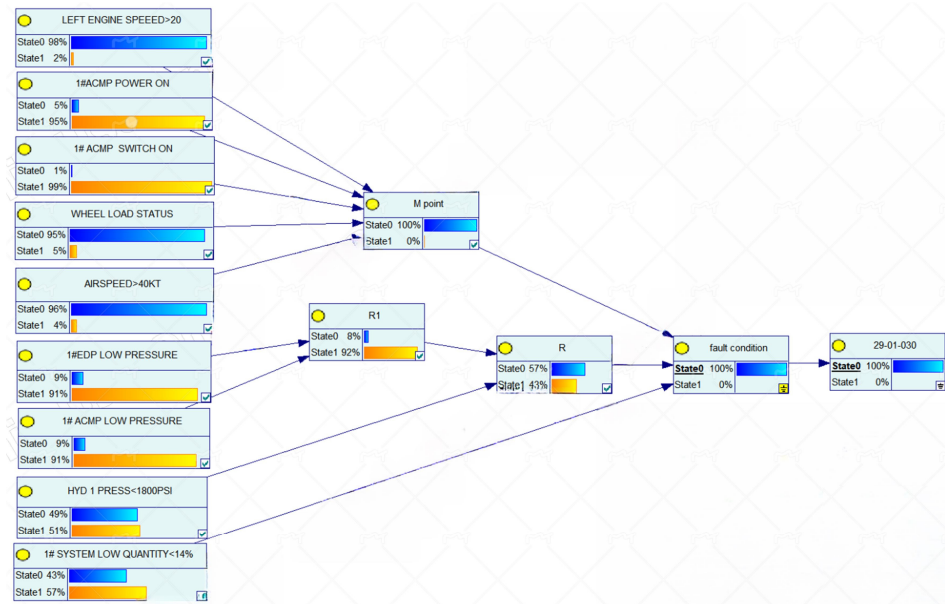 LEFT ENGINE SPEEED>20
State0 98%
State1 2%
1#ACMP POWER ON
State0 5%
State1 95%
1# ACMP SWITCH ON
State0 1%
State1 99%
WHEEL LOAD STATUS
State0 95%
State1 5%
AIRSPEED>40KT
State0 96%
State1 4%
1#EDP LOW PRESSURE
State0 9%
State1 91%
1# ACMP LOW PRESSURE
State0 9%
State1 91%
HYD 1 PRESS<1800PSI
State0 49%
State1 51%
1# SYSTEM LOW QUANTITY<14%
State0 43%
State1 57%
M point
State0 100%
State1 0%
R1
State0 8%
State1 92%
R
State0 57%
State1 43%
fault condition
State0 100%
State1 0%
29-01-030
State0 100%
State1 0%